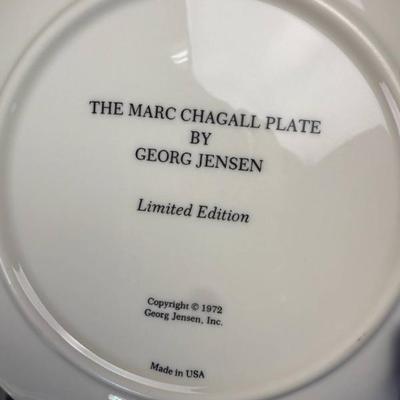 THE MARC CHAGALL PLATE
BY
GEORG JENSEN
Limited Edition
Copyright © 1972
Georg Jensen, Inc.
Made in USA